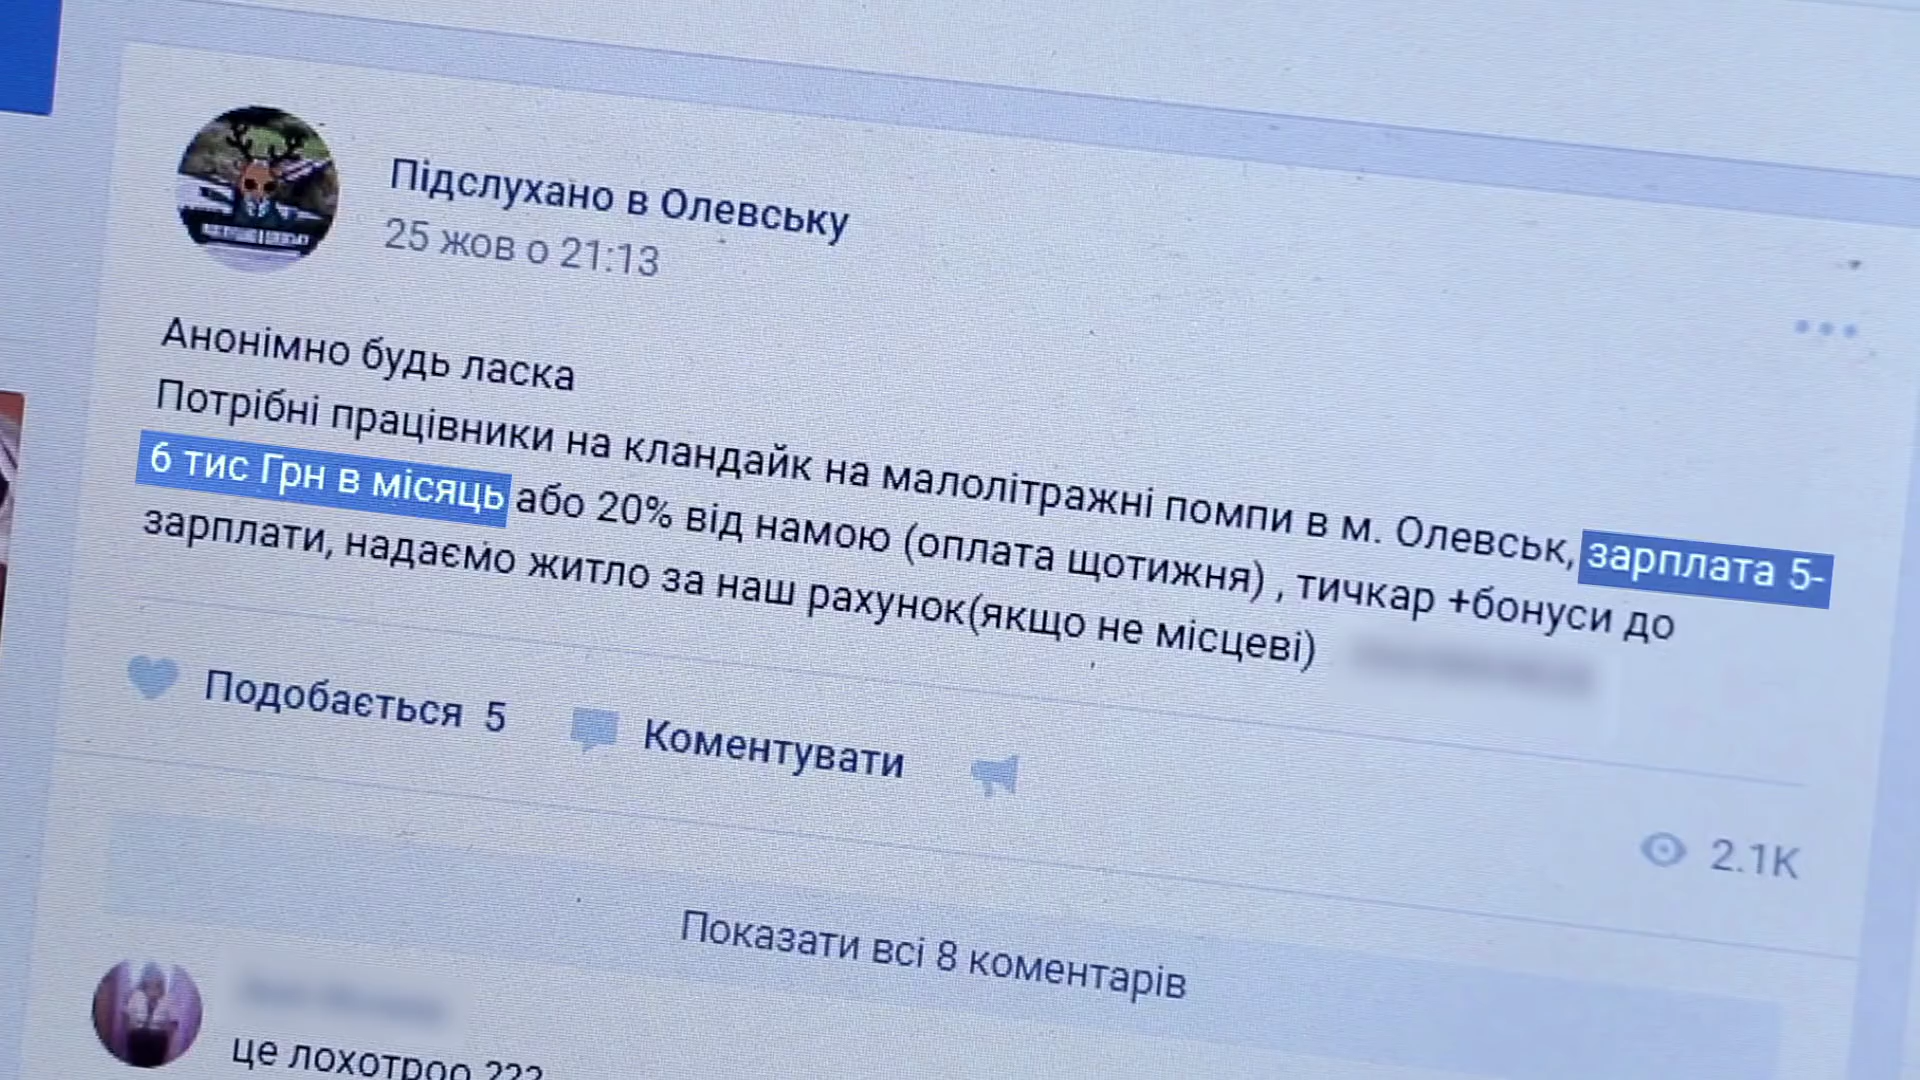 Підслухано в Олевську
25 жов о 21:13
Анонімно будь ласка
Потрібні працівники на кландайк на малолітражні помпи в м. Олевськ, зарплата 5-
6 тис Грн в місяць або 20% від намою (оплата щотижня) , тичкар +бонуси до
зарплати, надаємо житло за наш рахунок(якщо не місцеві)
Подобається 5
Коментувати
2.1K
Показати всі 8 коментарів
це лохотроо ???